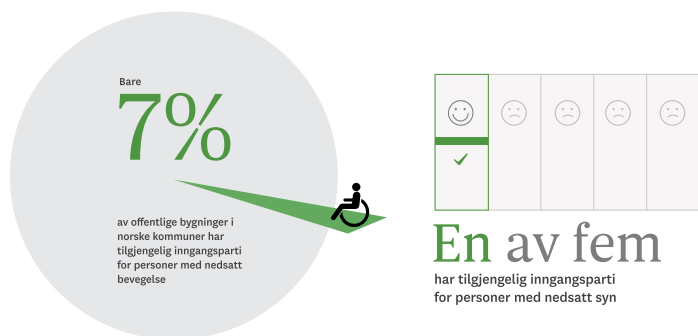 Bare
7%
av offentlige bygninger i
norske kommuner har
tilgjengelig inngangsparti
for personer med nedsatt
bevegelse
En av fem
har tilgjengelig inngangsparti
for personer med nedsatt syn